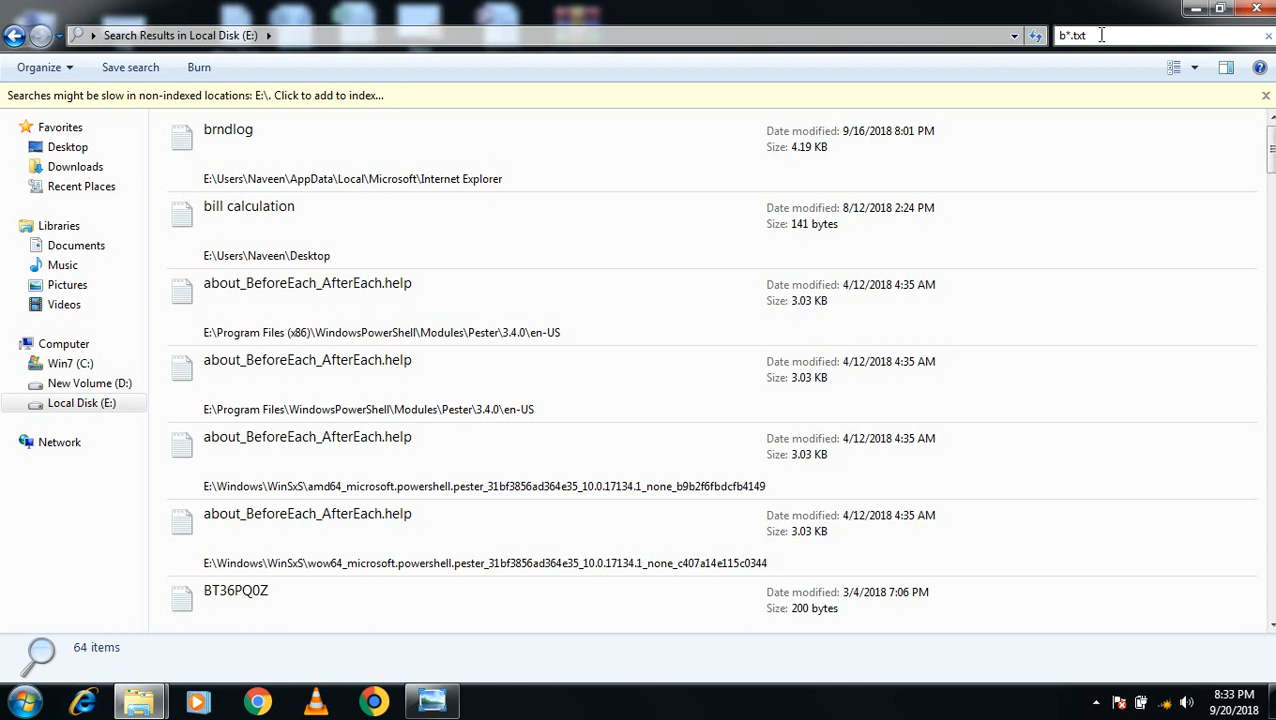 Search Results in Local Disk (E:)
b*.txt
Organize
Save search
Burn
Searches might be slow in non-indexed locations: E:\. Click to add to index...
Favorites
Desktop
Downloads
Recent Places
Libraries
Documents
Music
Pictures
Videos
Computer
Win7 (C:)
New Volume (D:)
Local Disk (E:)
Network
brndlog
Date modified: 9/16/2018 8:01 PM
Size: 4.19 KB
E:\Users\Naveen\AppData\Local\Microsoft\Internet Explorer
bill calculation
Date modified: 8/12/2018 2:24 PM
Size: 141 bytes
E:\Users\Naveen\Desktop
about_BeforeEach_AfterEach.help
Date modified: 4/12/2018 4:35 AM
Size: 3.03 KB
E:\Program Files (x86)\WindowsPowerShell\Modules\Pester\3.4.0\en-US
about_BeforeEach_AfterEach.help
Date modified: 4/12/2018 4:35 AM
Size: 3.03 KB
E:\Program Files\WindowsPowerShell\Modules\Pester\3.4.0\en-US
about_BeforeEach_AfterEach.help
Date modified: 4/12/2018 4:35 AM
Size: 3.03 KB
E:\Windows\WinSxS\amd64_microsoft.powershell.pester_31bf3856ad364e35_10.0.17134.1_none_b9b2f6fbdcfb4149
about_BeforeEach_AfterEach.help
Date modified: 4/12/2018 4:35 AM
Size: 3.03 KB
E:\Windows\WinSxS\wow64_microsoft.powershell.pester_31bf3856ad364e35_10.0.17134.1_none_c407a14e115c0344
BT36PQ0Z
Date modified: 3/4/2018 7:06 PM
Size: 200 bytes
64 items
8:33 PM
9/20/2018